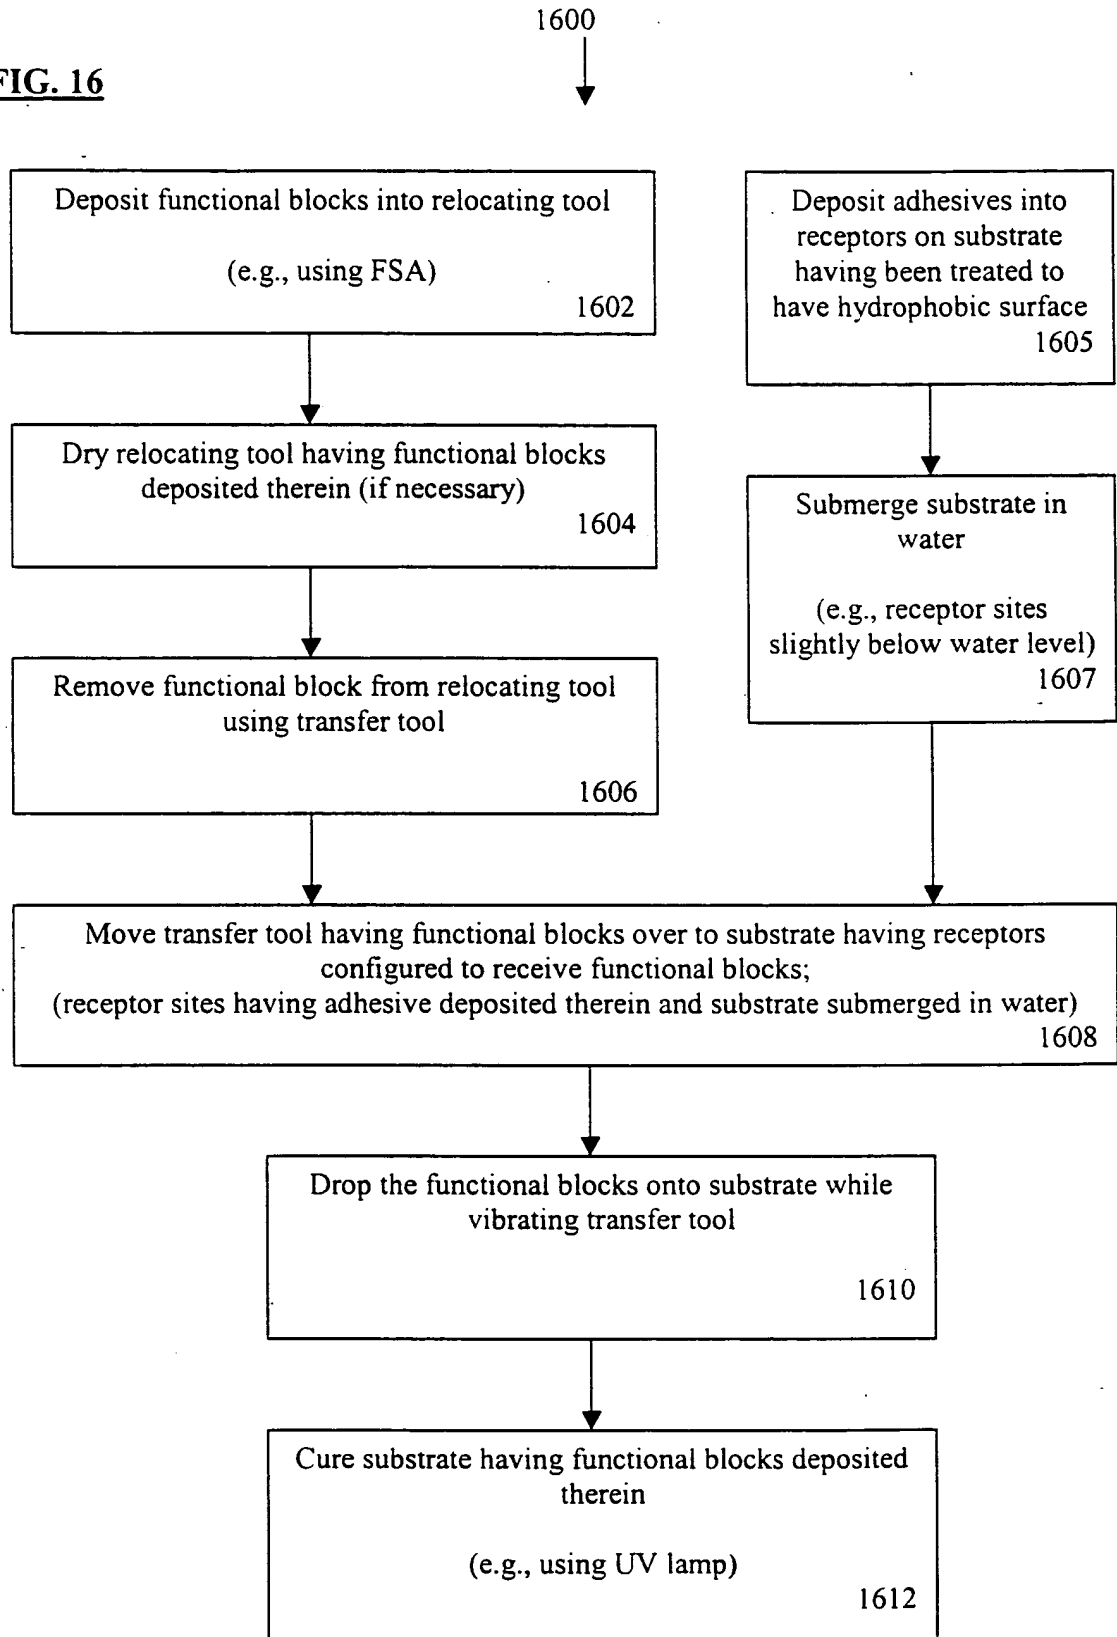 1600
FIG. 16
Deposit functional blocks into relocating tool
(e.g., using FSA)
1602
Dry relocating tool having functional blocks
deposited therein (if necessary)
1604
Remove functional block from relocating tool
using transfer tool
1606
Deposit adhesives into
receptors on substrate
having been treated to
have hydrophobic surface
1605
Submerge substrate in
water
(e.g., receptor sites
slightly below water level)
1607
Move transfer tool having functional blocks over to substrate having receptors
configured to receive functional blocks;
(receptor sites having adhesive deposited therein and substrate submerged in water)
1608
Drop the functional blocks onto substrate while
vibrating transfer tool
1610
Cure substrate having functional blocks deposited
therein
(e.g., using UV lamp)
1612